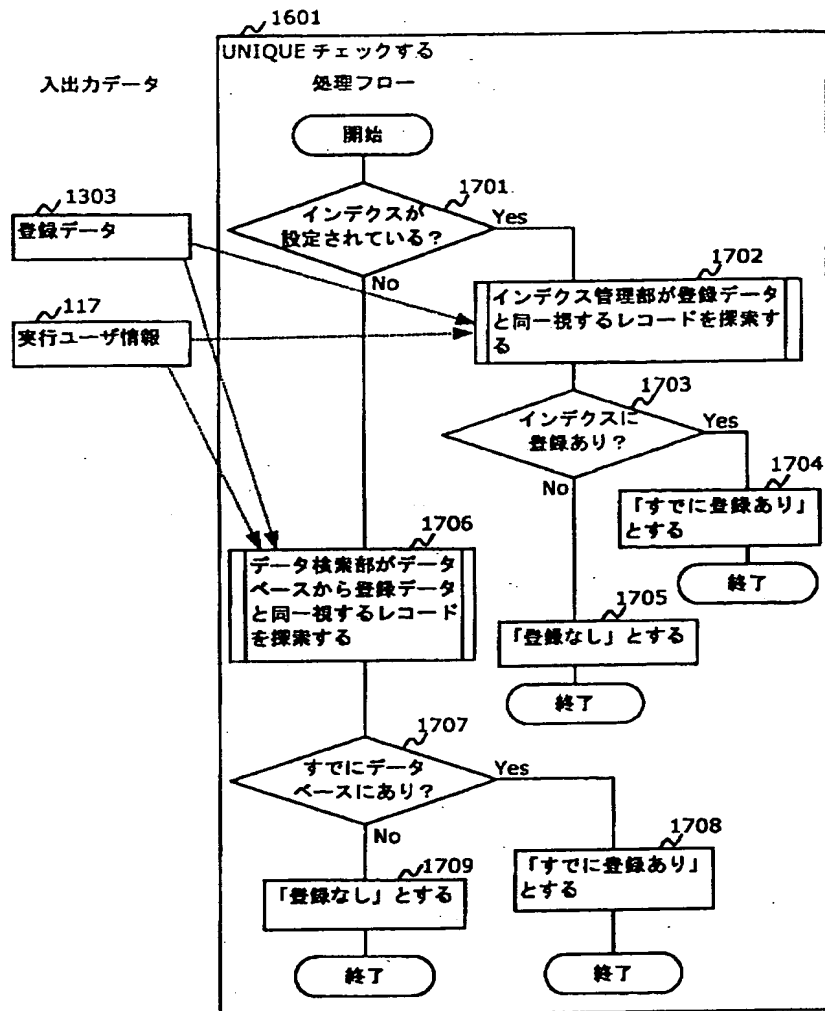 1601
UNIQUE チェックする
入出力データ
処理フロー
開始
1303
登録データ
1701
インデクスが
設定されている?
Yes
No
1702
インデクス管理部が登録データ
と同一視するレコードを探索す
る
117
実行ユーザ情報
1703
インデクスに
登録あり?
Yes
No
1704
「すでに登録あり」
とする
終了
1705
「登録なし」とする
終了
1706
データ検索部がデータ
ベースから登録データ
と同一視するレコード
を探索する
1707
すでにデータ
ベースにあり?
Yes
No
1708
「すでに登録あり」
とする
終了
1709
「登録なし」とする
終了